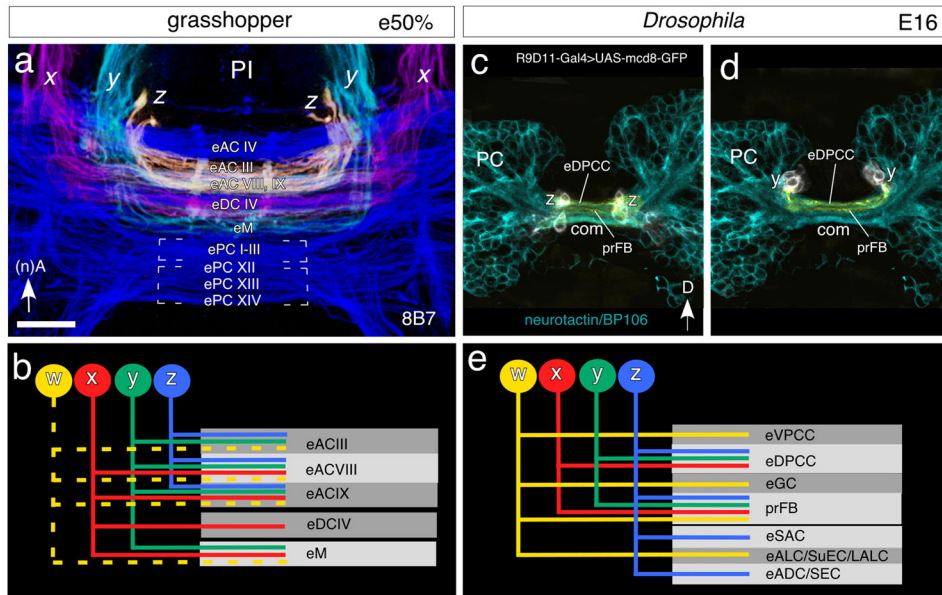 grasshopper e50%
Drosophila E16
a
x
y
z
PI
z
y
x
eAC IV
eAC III
eAC VIII, IX
eDC IV
eM
ePC I-III
ePC XII
ePC XIII
ePC XIV
(n)A
8B7
c
R9D11-Gal4>UAS-mcd8-GFP
PC
eDPCC
z
z
com
prFB
D
neurotactin/BP106
d
PC
eDPCC
y
y
com
prFB
b
w x y z
eACIII
eACVIII
eACIX
eDCIV
eM
e
w x y z
eVPCC
eDPCC
eGC
prFB
eSAC
eALC/SuEC/LALC
eADC/SEC